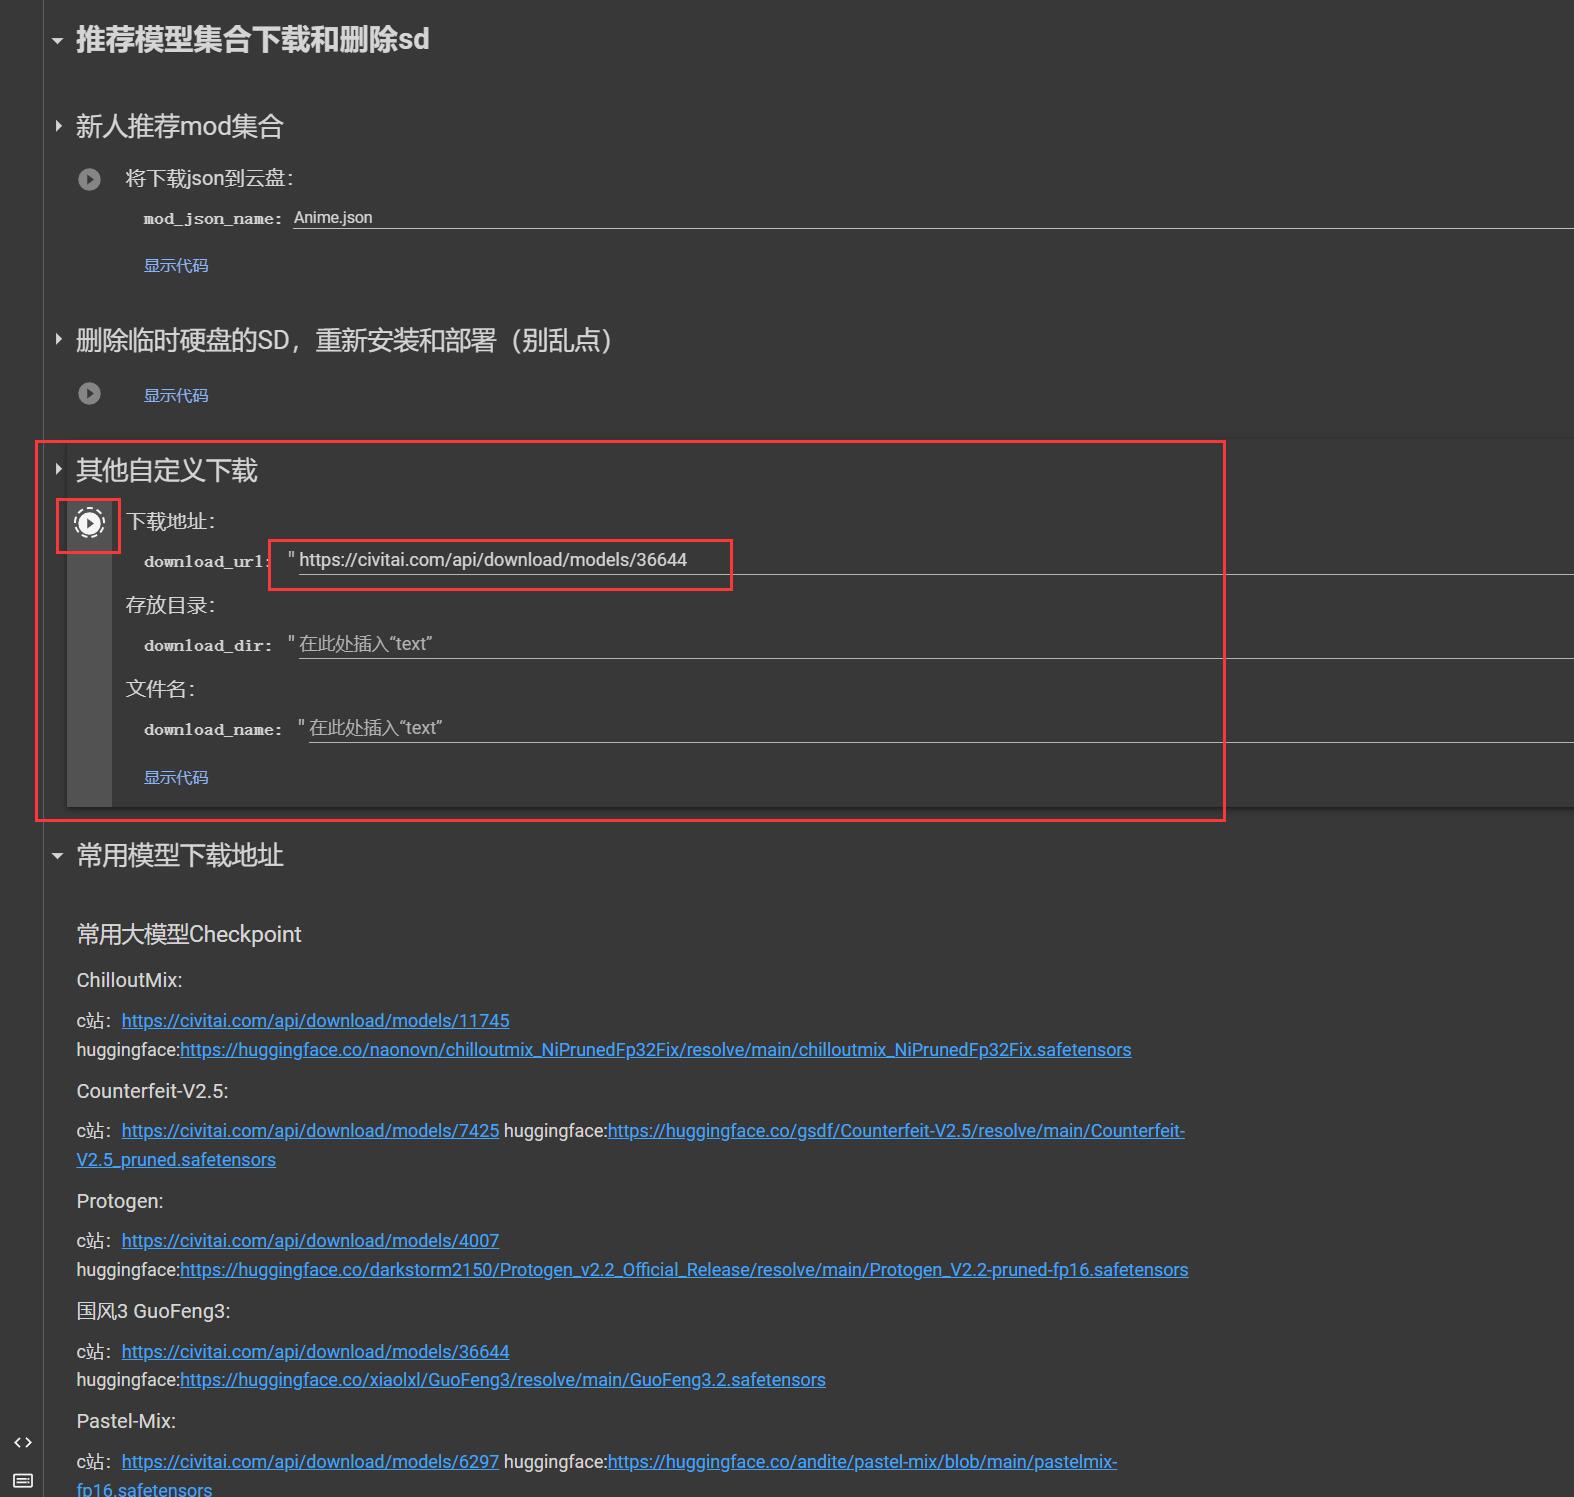 推荐模型集合下载和删除sd
新人推荐mod集合
将下载json到云盘：
mod_json_name: Anime.json
显示代码
删除临时硬盘的SD，重新安装和部署（别乱点）
显示代码
其他自定义下载
下载地址：
download_url: " https://civitai.com/api/download/models/36644
存放目录：
download_dir: " 在此处插入“text”
文件名：
download_name: " 在此处插入“text”
显示代码
常用模型下载地址
常用大模型Checkpoint
ChilloutMix:
c站：https://civitai.com/api/download/models/11745
huggingface:https://huggingface.co/naonovn/chilloutmix_NiPrunedFp32Fix/resolve/main/chilloutmix_NiPrunedFp32Fix.safetensors
Counterfeit-V2.5:
c站：https://civitai.com/api/download/models/7425 huggingface:https://huggingface.co/gsdf/Counterfeit-V2.5/resolve/main/Counterfeit-
V2.5_pruned.safetensors
Protogen:
c站：https://civitai.com/api/download/models/4007
huggingface:https://huggingface.co/darkstorm2150/Protogen_v2.2_Official_Release/resolve/main/Protogen_V2.2-pruned-fp16.safetensors
国风3 GuoFeng3:
c站：https://civitai.com/api/download/models/36644
huggingface:https://huggingface.co/xiaolxl/GuoFeng3/resolve/main/GuoFeng3.2.safetensors
Pastel-Mix:
c站：https://civitai.com/api/download/models/6297 huggingface:https://huggingface.co/andite/pastel-mix/blob/main/pastelmix-
fp16.safetensors